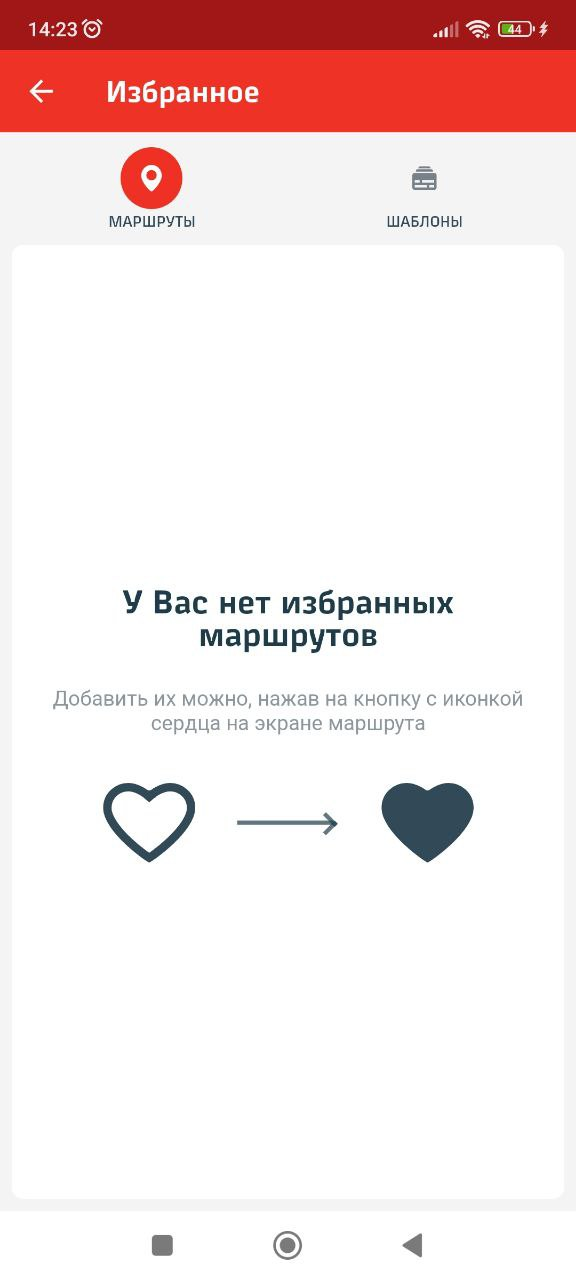 14:23
44
Избранное
МАРШРУТЫ
ШАБЛОНЫ
У Вас нет избранных
маршрутов
Добавить их можно, нажав на кнопку с иконкой
сердца на экране маршрута